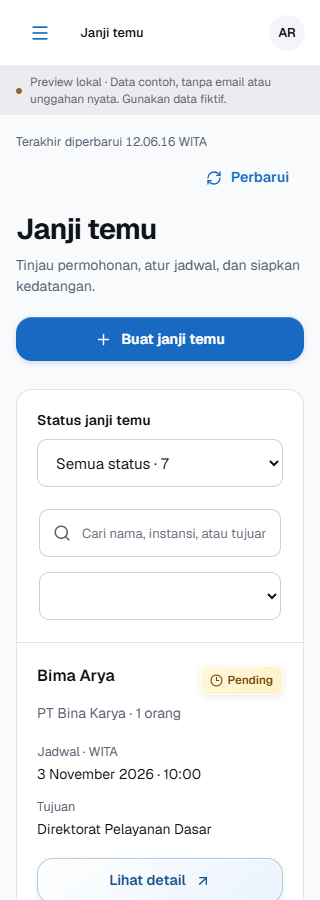 Janji temu
AR
Preview lokal · Data contoh, tanpa email atau
unggahan nyata. Gunakan data fiktif.
Terakhir diperbarui 12.06.16 WITA
Perbarui
Janji temu
Tinjau permohonan, atur jadwal, dan siapkan
kedatangan.
Buat janji temu
Status janji temu
Semua status · 7
Cari nama, instansi, atau tujuar
Bima Arya
Pending
PT Bina Karya · 1 orang
Jadwal · WITA
3 November 2026 · 10:00
Tujuan
Direktorat Pelayanan Dasar
Lihat detail